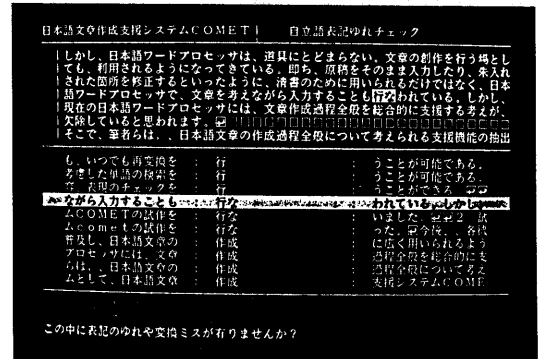 日本語文章作成支援システムCOMET| 自立語表記ゆれチェック
しかし、日本語ワードプロセッサは、道具にとどまらない、文章の創作を行う場とし
ても、利用されるようになってきている。即ち、原稿をそのまま入力したり、朱入れ
された箇所を修正するといったように、清書のために用いられるだけではなく、日本
語ワードプロセッサで、文章を考えながら入力することも行なわれている。しかし、
現在の日本語ワードプロセッサには、文章作成過程全般を総合的に支援する考えが、
欠除していると思われます。
そこで、筆者らは、、日本語文章の作成過程全般について考えられる支援機能の抽出
も、いつでも再変換を : 行 : うことが可能である。
考慮した単語の検索を : 行 : うことが可能である。
表現のチェックを : 行 : うことができる
ながら入力することも : 行な : われている。しかし
ムCOMETの試作を : 行な : いました。 2 試
ムcometの試作を : 行な : った。 今後、、各種
普及し、日本語文章の : 作成 : に広く用いられるよう
プロセッサには、文章 : 作成 : 過程全般を総合的に支
らは、、日本語文章の : 作成 : 過程全般について考え
ムとして、日本語文章 : 作成 : 支援システムCOME
この中に表記のゆれや変換ミスが有りませんか？